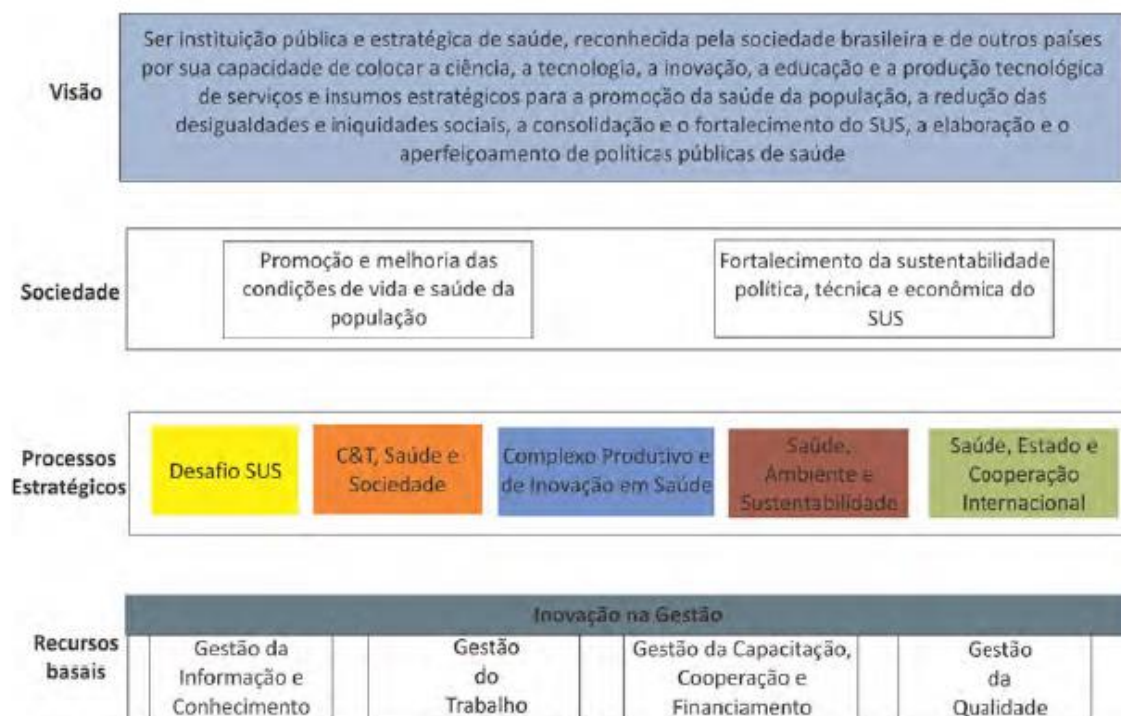 Visão
Ser instituição pública e estratégica de saúde, reconhecida pela sociedade brasileira e de outros países
por sua capacidade de colocar a ciência, a tecnologia, a inovação, a educação e a produção tecnológica
de serviços e insumos estratégicos para a promoção da saúde da população, a redução das
desigualdades e iniquidades sociais, a consolidação e o fortalecimento do SUS, a elaboração e o
aperfeiçoamento de políticas públicas de saúde
Sociedade
Promoção e melhoria das
condições de vida e saúde da
população
Fortalecimento da sustentabilidade
política, técnica e econômica do
SUS
Processos
Estratégicos
Desafio SUS
C&T, Saúde e
Sociedade
Complexo Produtivo e
de Inovação em Saúde
Saúde,
Ambiente e
Sustentabilidade
Saúde, Estado e
Cooperação
Internacional
Recursos
basais
Inovação na Gestão
Gestão da
Informação e
Conhecimento
Gestão
do
Trabalho
Gestão da Capacitação,
Cooperação e
Financiamento
Gestão
da
Qualidade